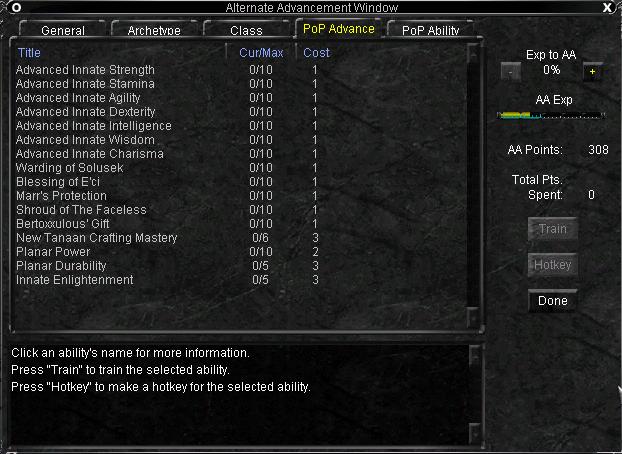 Alternate Advancement Window
General Archetype Class PoP Advance PoP Ability
Title Cur/Max Cost
Advanced Innate Strength 0/10 1
Advanced Innate Stamina 0/10 1
Advanced Innate Agility 0/10 1
Advanced Innate Dexterity 0/10 1
Advanced Innate Intelligence 0/10 1
Advanced Innate Wisdom 0/10 1
Advanced Innate Charisma 0/10 1
Warding of Solusek 0/10 1
Blessing of E'ci 0/10 1
Marr's Protection 0/10 1
Shroud of The Faceless 0/10 1
Bertoxxulous' Gift 0/10 1
New Tanaan Crafting Mastery 0/6 3
Planar Power 0/10 2
Planar Durability 0/5 3
Innate Enlightenment 0/5 3
Exp to AA
- 0% +
AA Exp
AA Points: 308
Total Pts.
Spent: 0
Train
Hotkey
Done
Click an ability's name for more information.
Press "Train" to train the selected ability.
Press "Hotkey" to make a hotkey for the selected ability.